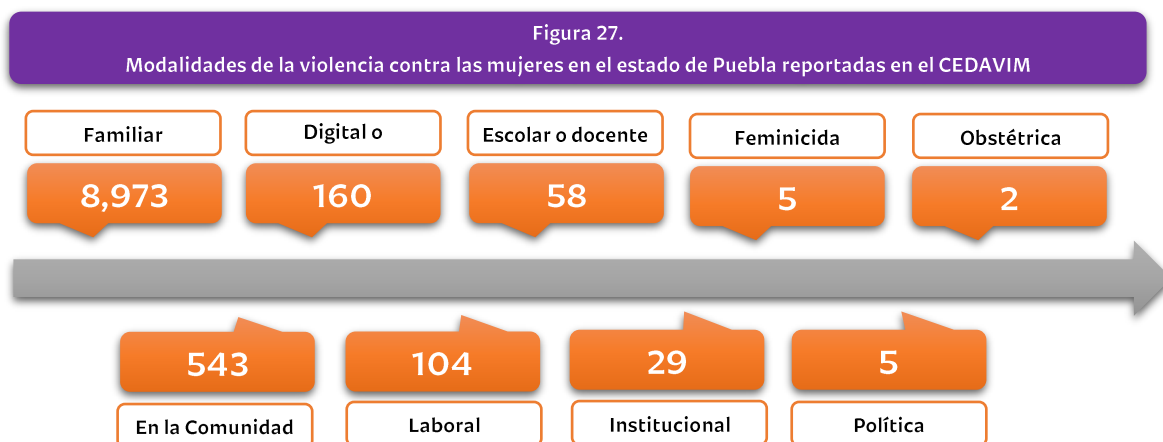 Figura 27.
Modalidades de la violencia contra las mujeres en el estado de Puebla reportadas en el CEDAVIM
Familiar
Digital o
Escolar o docente
Feminicida
Obstétrica
8,973
160
58
5
2
543
104
29
5
En la Comunidad
Laboral
Institucional
Política